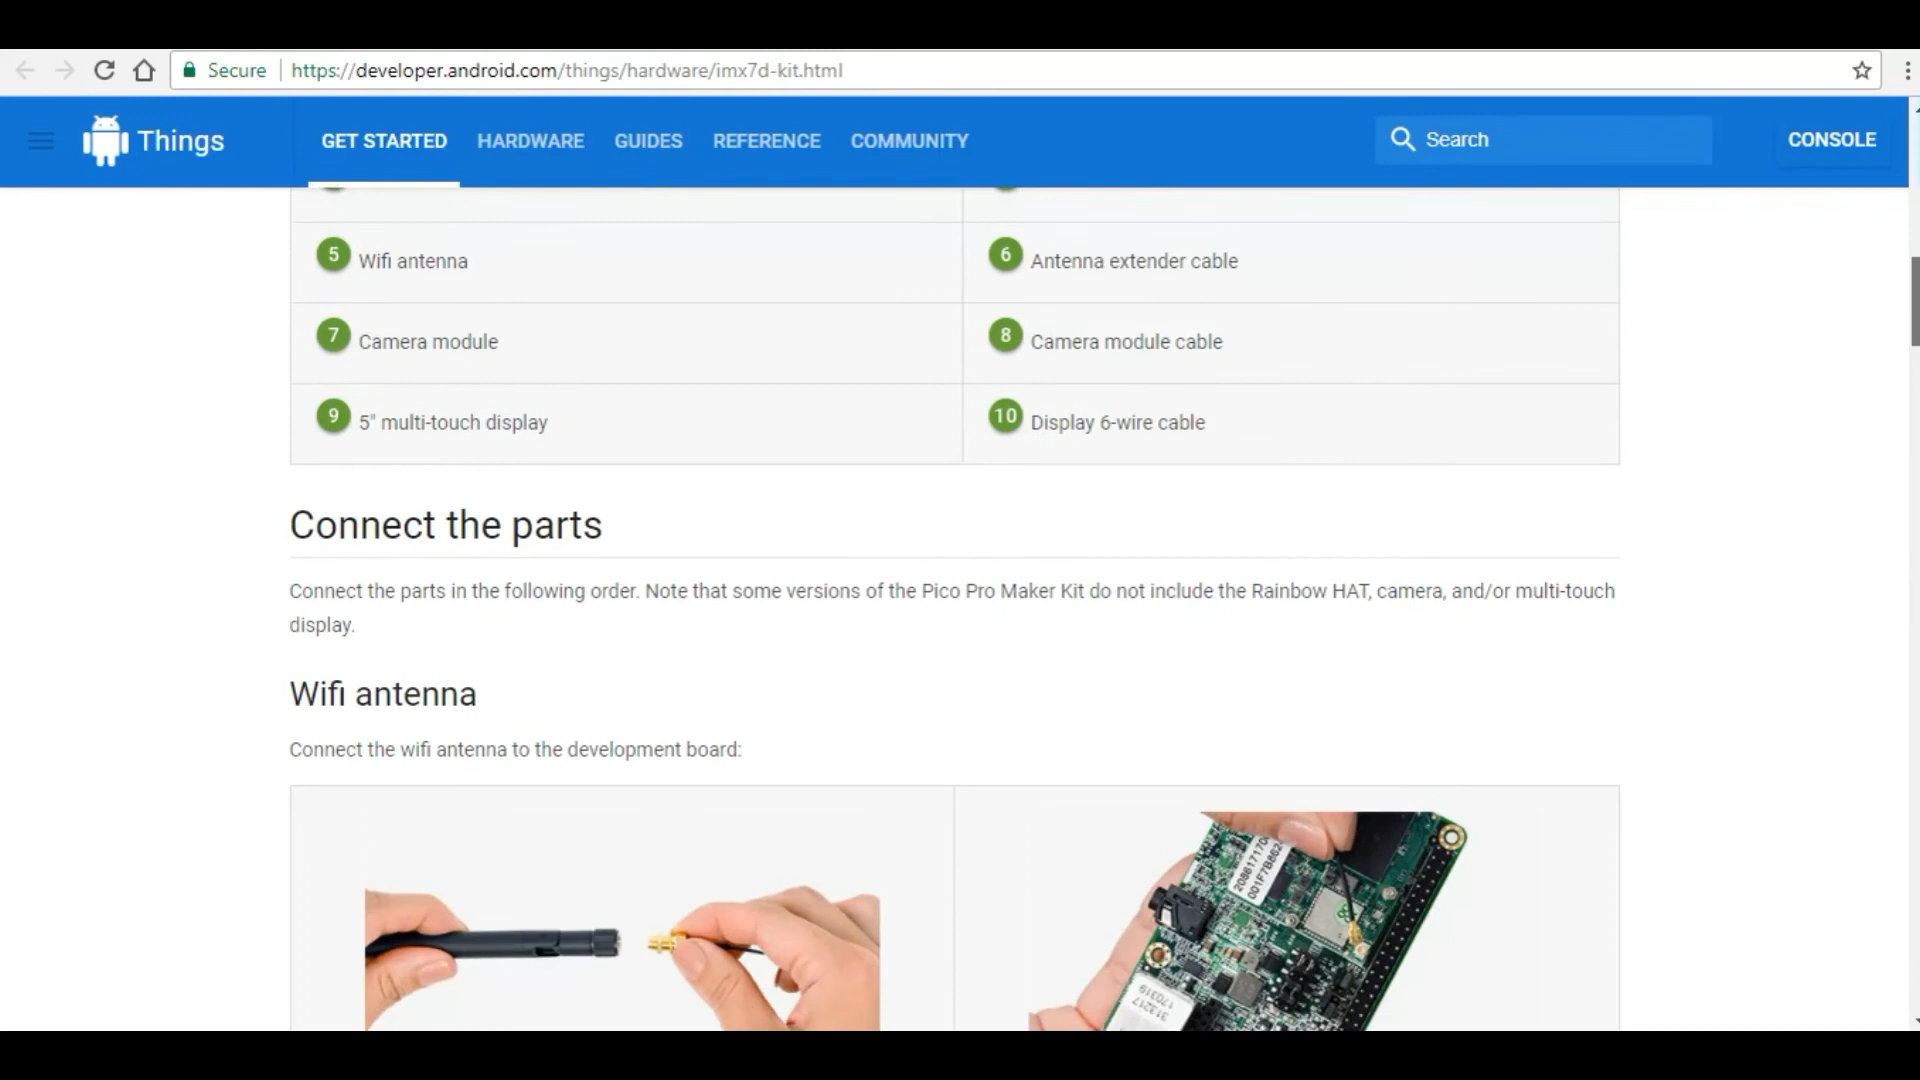 Secure https://developer.android.com/things/hardware/imx7d-kit.html
Things GET STARTED HARDWARE GUIDES REFERENCE COMMUNITY Search CONSOLE
5 Wifi antenna 6 Antenna extender cable
7 Camera module 8 Camera module cable
9 5" multi-touch display 10 Display 6-wire cable
Connect the parts
Connect the parts in the following order. Note that some versions of the Pico Pro Maker Kit do not include the Rainbow HAT, camera, and/or multi-touch
display.
Wifi antenna
Connect the wifi antenna to the development board:
313217
170319